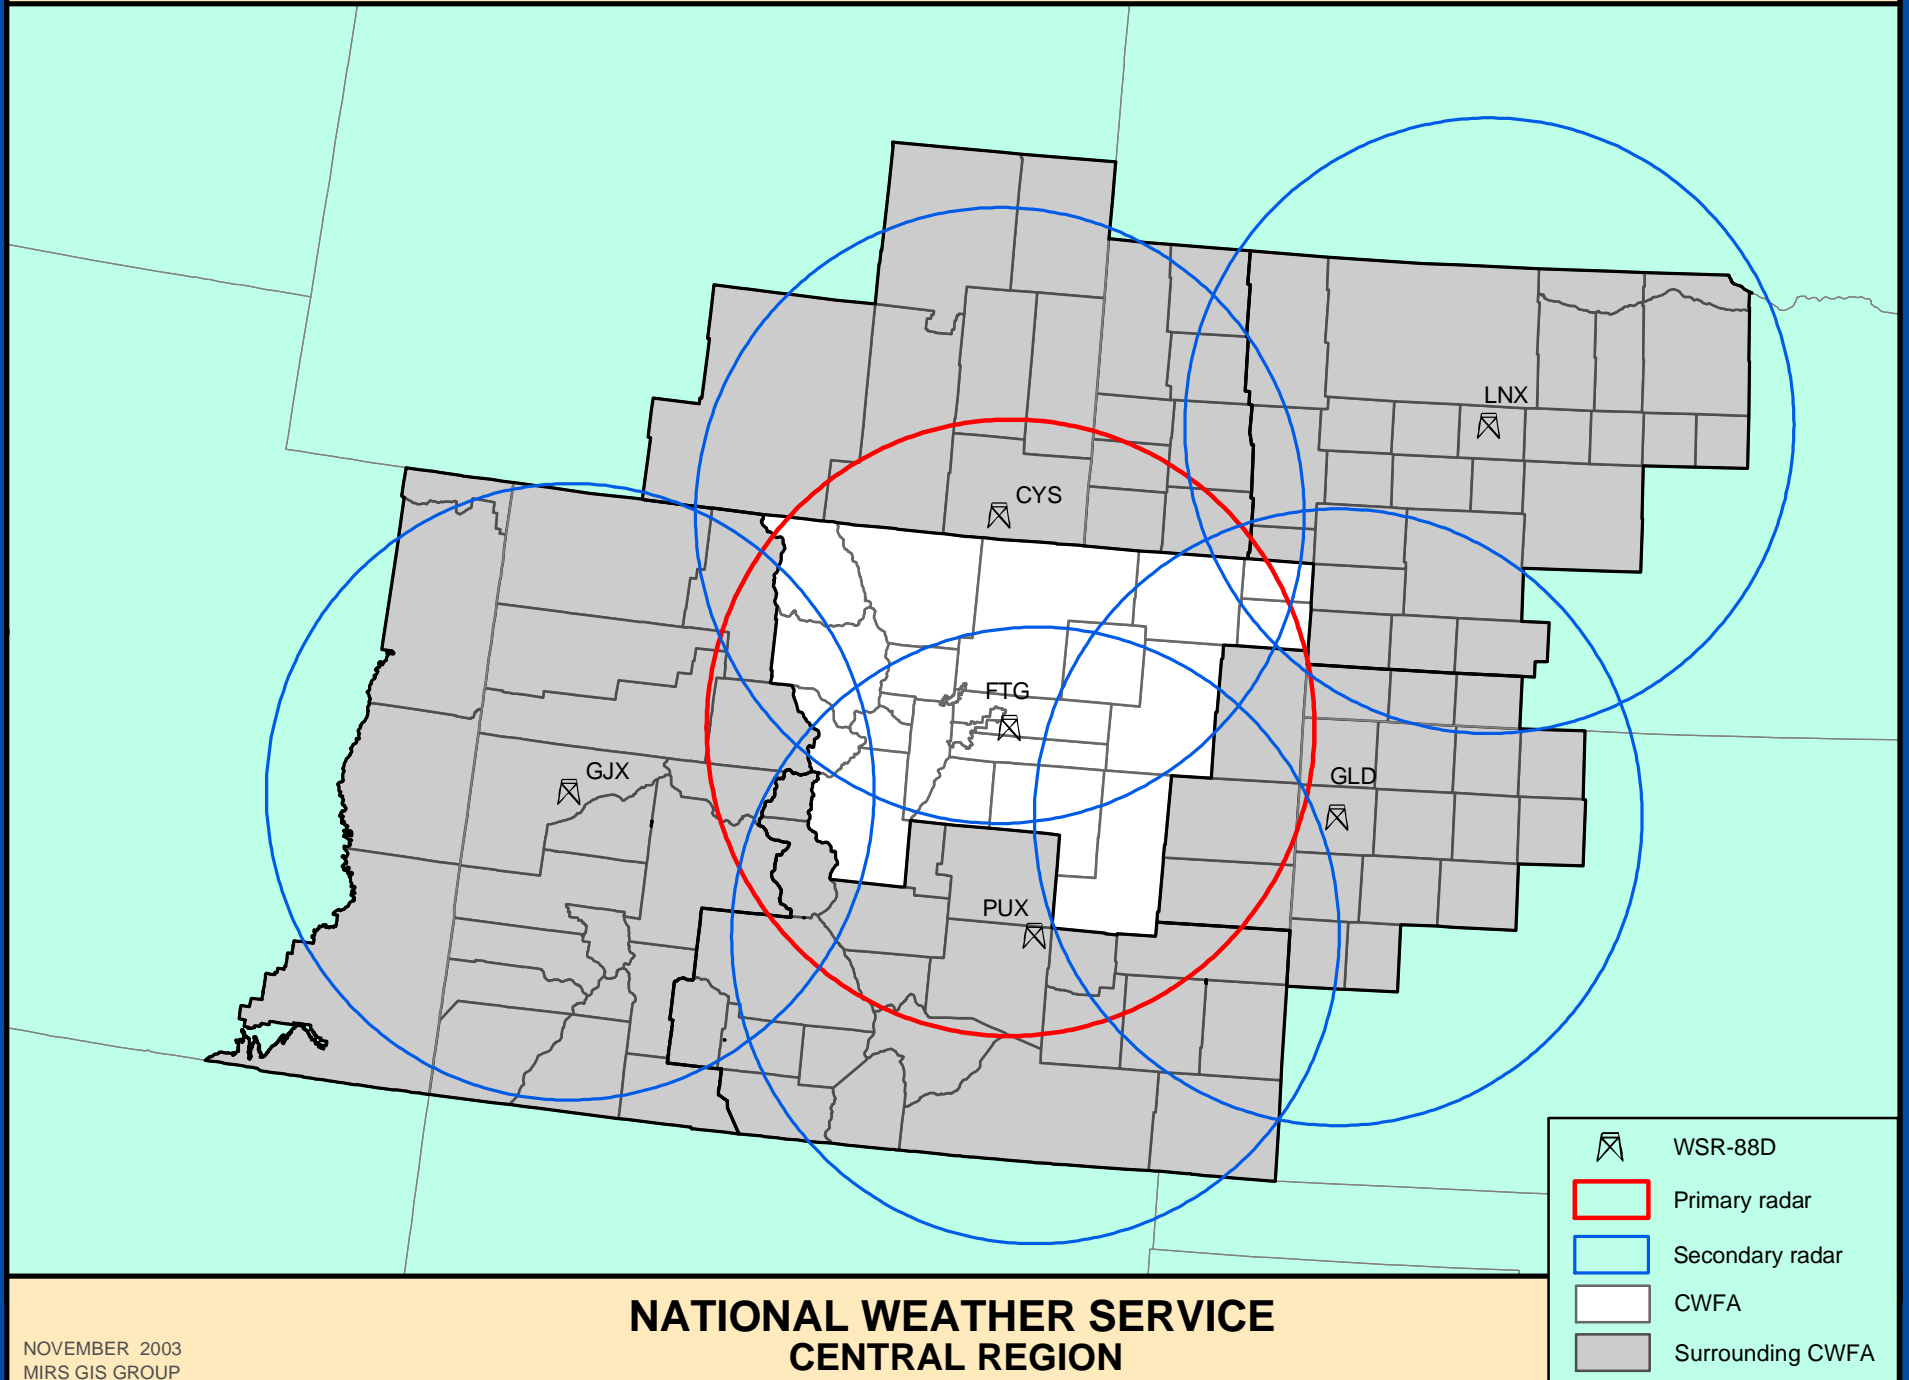 LNX
CYS
FTG
GJX
GLD
PUX
WSR-88D
Primary radar
Secondary radar
CWFA
Surrounding CWFA
NATIONAL WEATHER SERVICE
CENTRAL REGION
NOVEMBER 2003
MIRS GIS GROUP